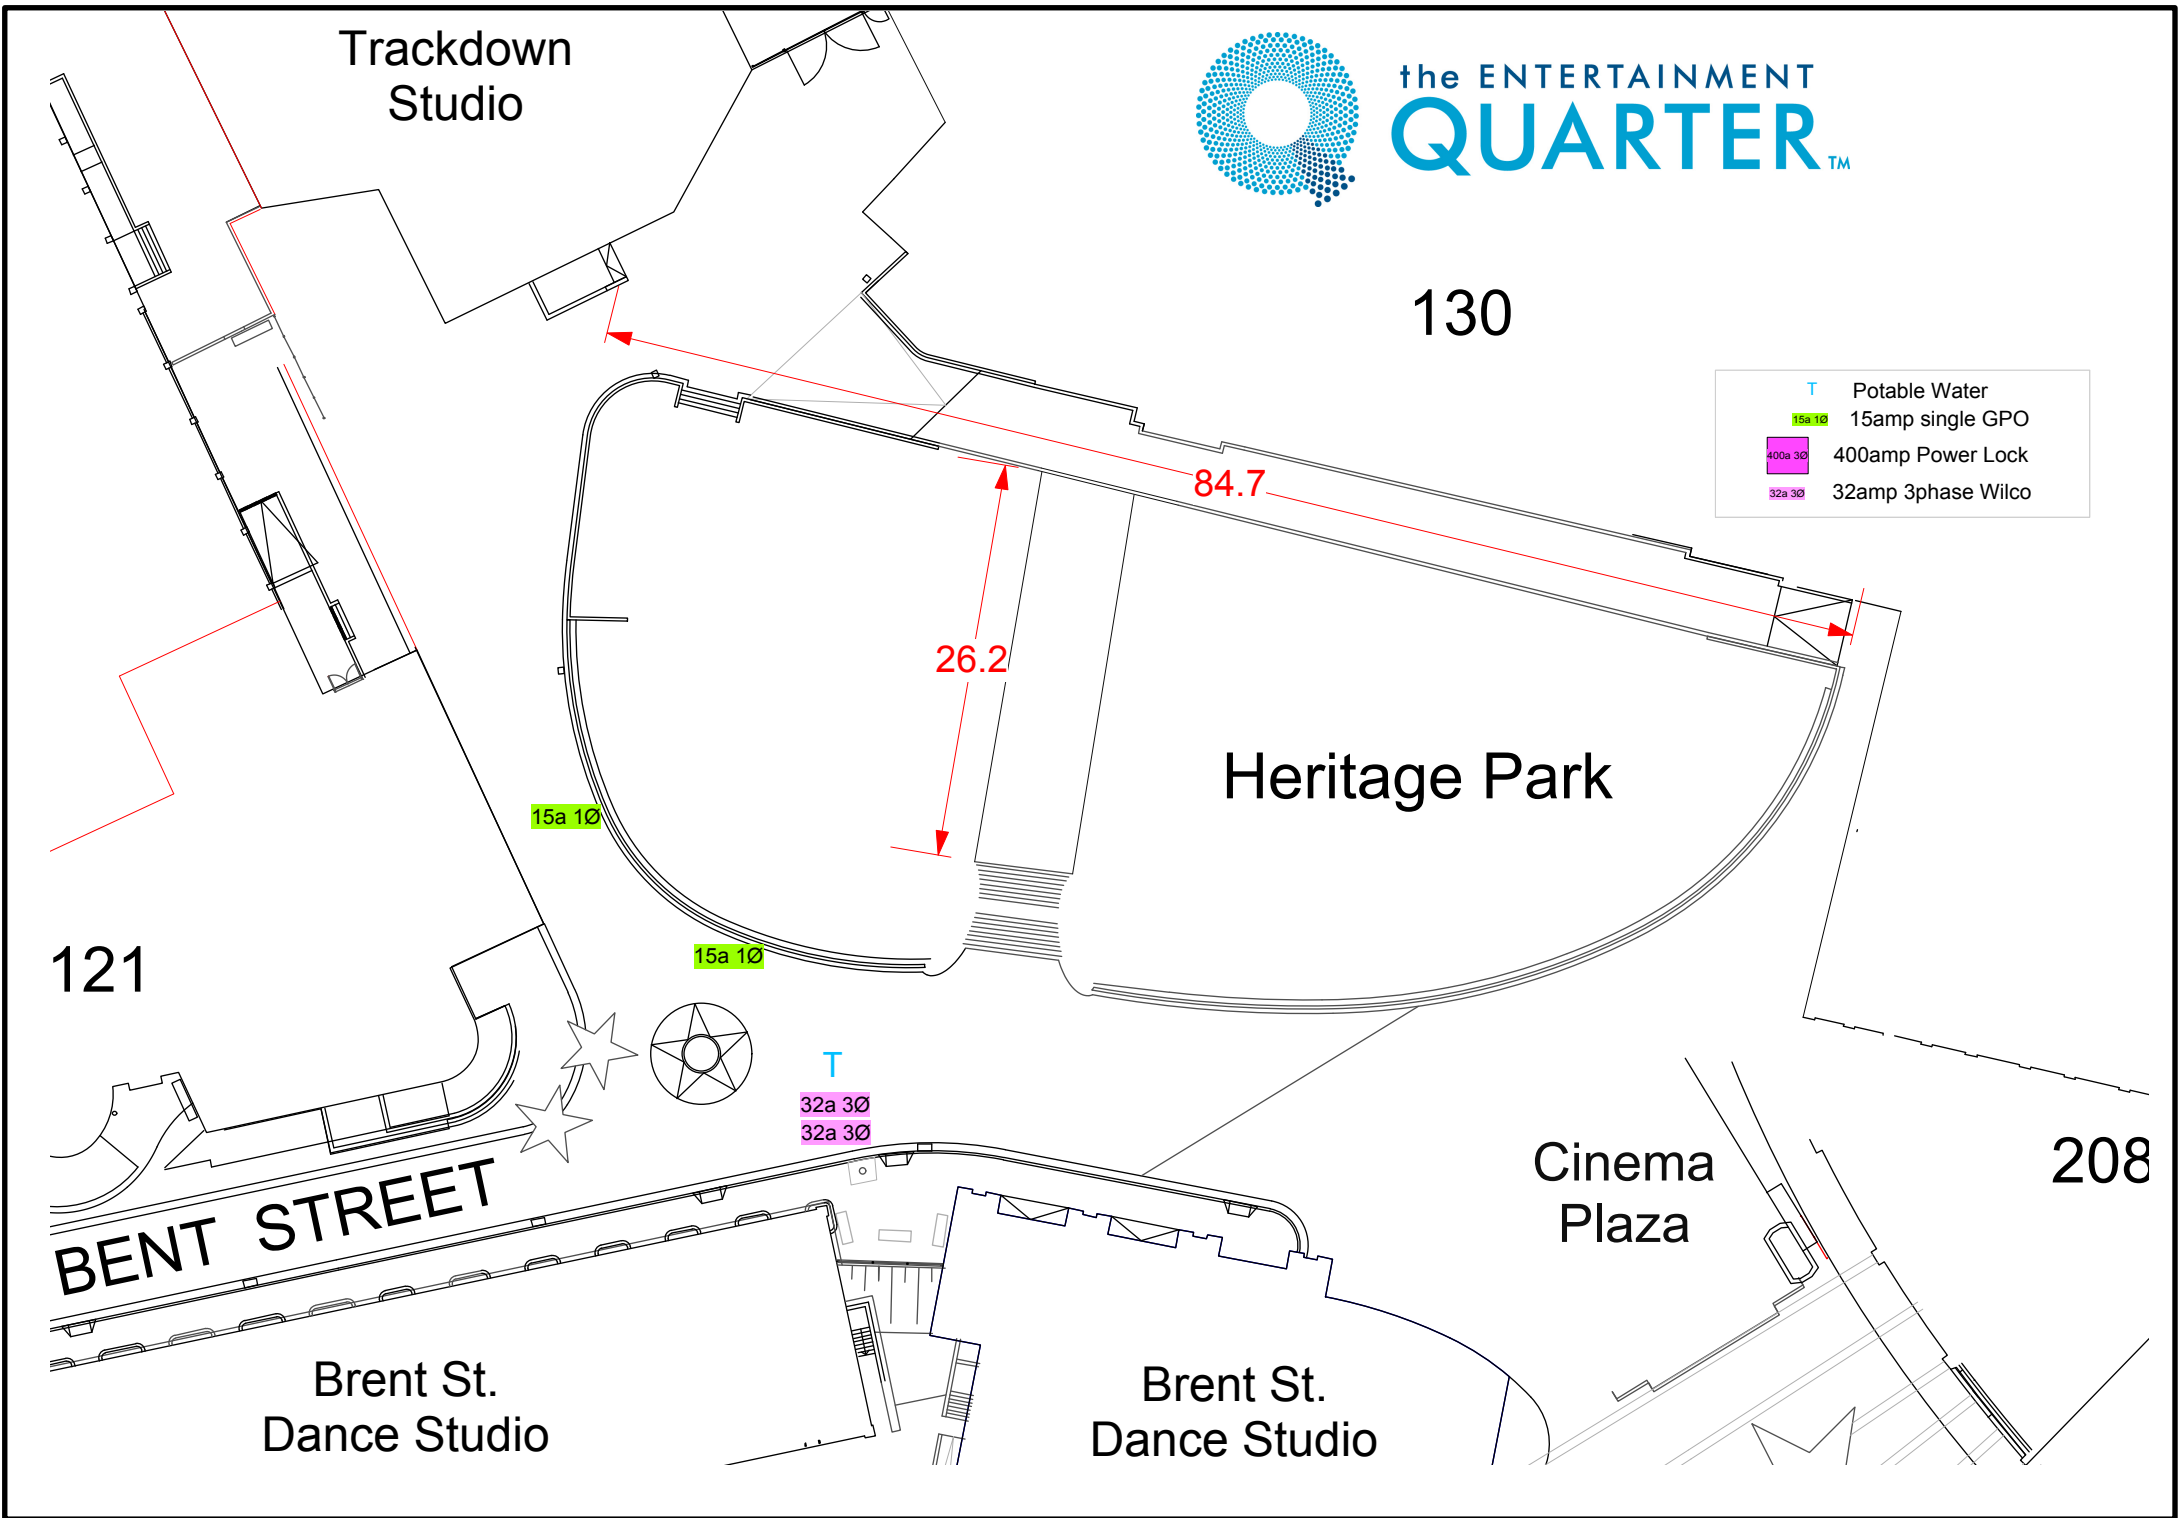 Trackdown
Studio
the ENTERTAINMENT
QUARTER TM
130
T Potable Water
15a 1Ø 15amp single GPO
400a 3Ø 400amp Power Lock
32a 3Ø 32amp 3phase Wilco
84.7
26.2
Heritage Park
15a 1Ø
15a 1Ø
121
T
32a 3Ø
32a 3Ø
BENT STREET
Cinema
Plaza
208
Brent St.
Dance Studio
Brent St.
Dance Studio